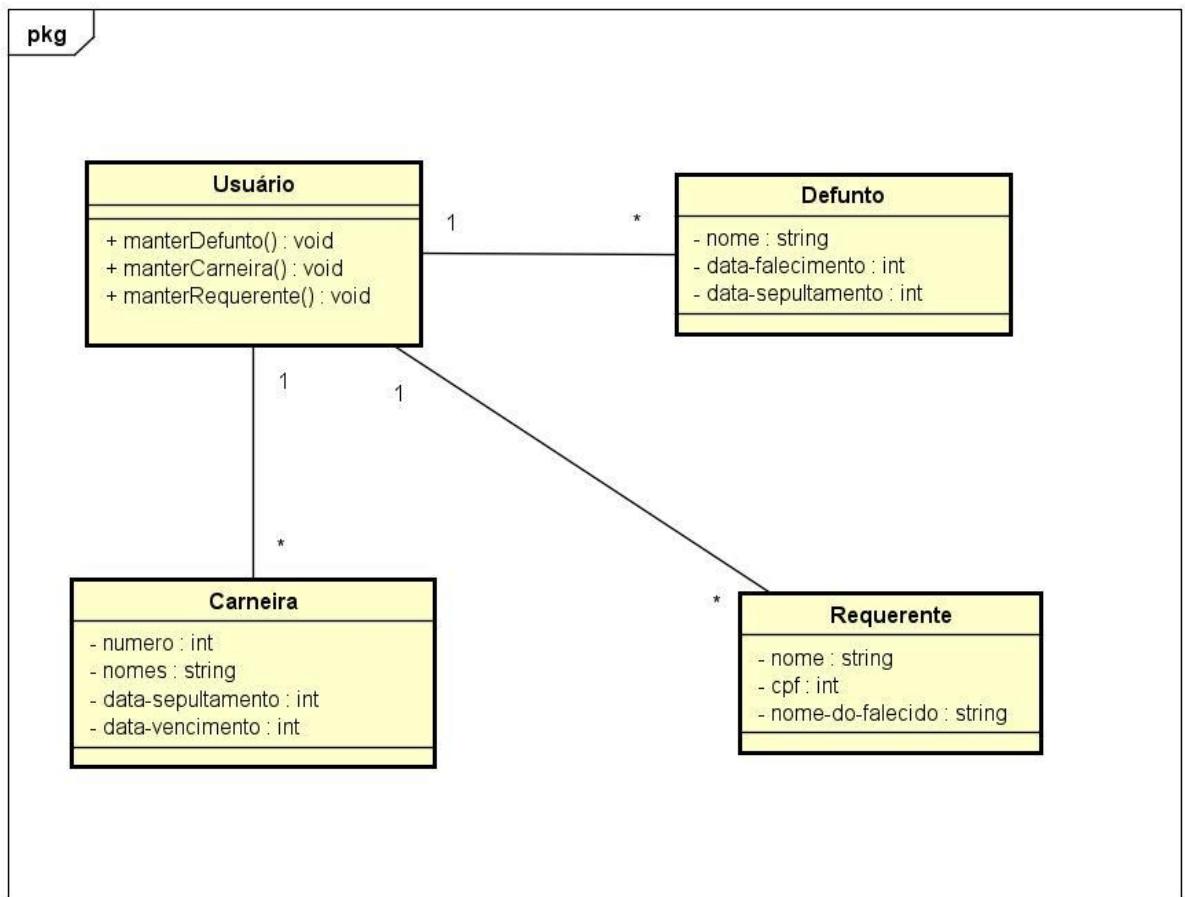 pkg
Usuário
+ manterDefunto() : void
+ manterCarneira() : void
+ manterRequerente() : void
1
*
Defunto
- nome : string
- data-falecimento : int
- data-sepultamento : int
1
1
*
*
Carneira
- numero : int
- nomes : string
- data-sepultamento : int
- data-vencimento : int
Requerente
- nome : string
- cpf : int
- nome-do-falecido : string